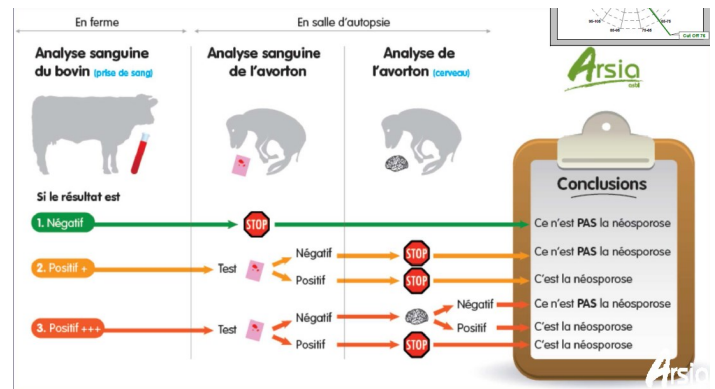 En ferme
En salle d'autopsie
Analyse sanguine
du bovin (prise de sang)
Analyse sanguine
de l'avorton
Analyse de
l'avorton (cerveau)
Cut Off 76
Arsia
asbl
Si le résultat est
Conclusions
1. Négatif
STOP
Ce n'est PAS la néosporose
2. Positif +
Test
Négatif
STOP
Ce n'est PAS la néosporose
Positif
STOP
C'est la néosporose
3. Positif +++
Test
Négatif
Négatif
Ce n'est PAS la néosporose
Positif
C'est la néosporose
Positif
STOP
C'est la néosporose
Arsia